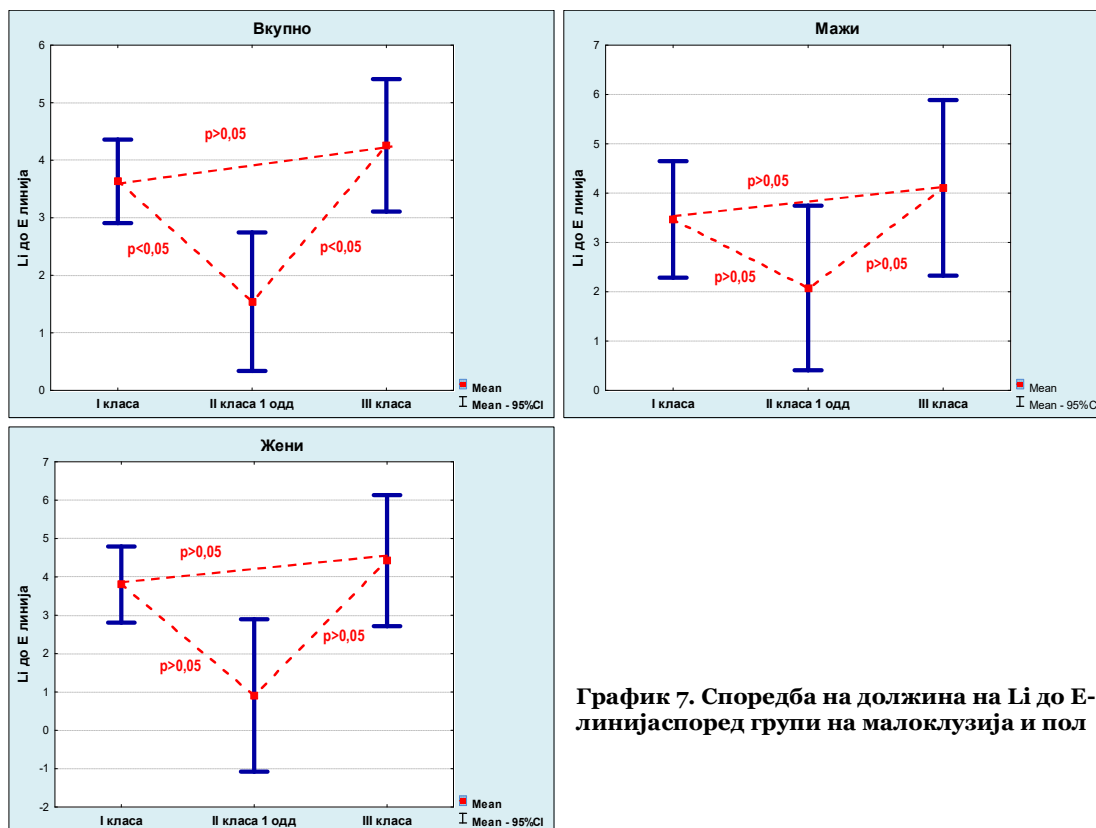 Вкупно
6
5
4
3
2
1
0
Li до E линија
p>0,05
p<0,05
p<0,05
I класа
II класа 1 одд
III класа
Mean
Mean - 95%CI
Мажи
7
6
5
4
3
2
1
0
Li до E линија
p>0,05
p>0,05
p>0,05
I класа
II класа 1 одд
III класа
Mean
Mean - 95%C
Жени
7
6
5
4
3
2
1
0
-1
-2
Li до E линија
p>0,05
p>0,05
p>0,05
I класа
II класа 1 одд
III класа
Mean
Mean - 95%CI
График 7. Споредба на должина на Li до Е-
линијаспоред групи на малоклузија и пол